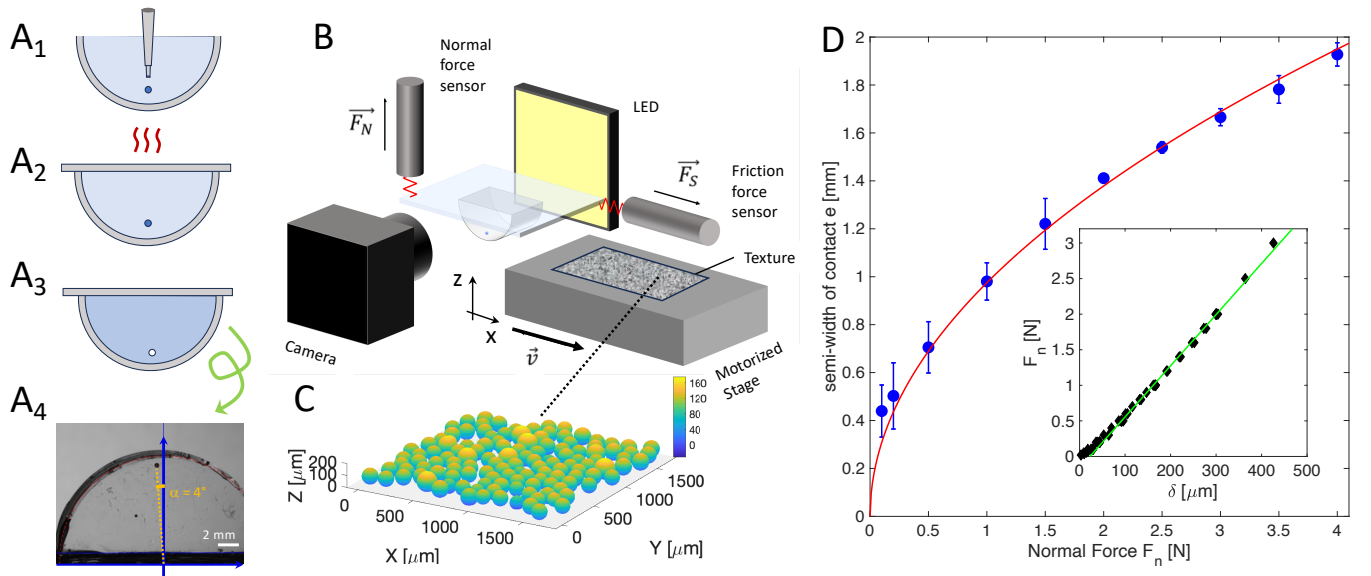 A1
A2
A3
A4
α = 4°
2 mm
B
Normal
force
sensor
F_N
LED
F_S
Friction
force
sensor
Texture
Z
X
v
Camera
Motorized
Stage
C
160
120
80
40
0
Z [μm]
200
100
0
0
500
1000
1500
X [μm]
0
500
1000
1500
Y [μm]
D
semi-width of contact e [mm]
2
1.8
1.6
1.4
1.2
1
0.8
0.6
0.4
0.2
0
0
0.5
1
1.5
2
2.5
3
3.5
4
Normal Force F_n [N]
F_n [N]
3
2.5
2
1.5
1
0.5
0
0
100
200
300
400
500
δ [μm]